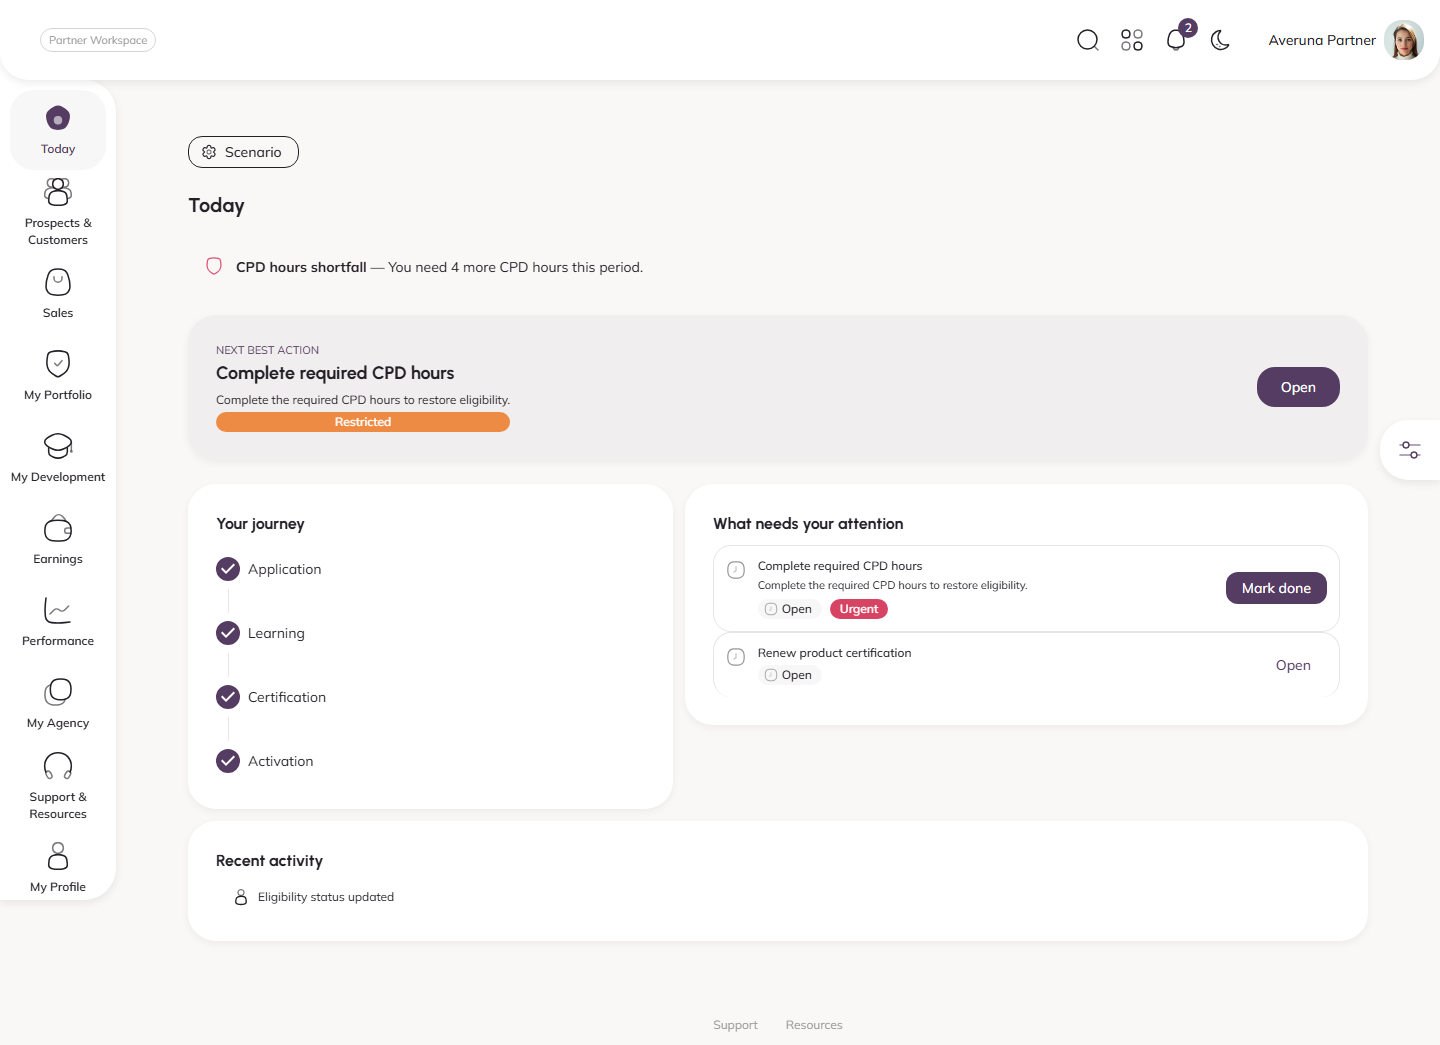 Partner Workspace
2
Averuna Partner
Today
Prospects &
Customers
Sales
My Portfolio
My Development
Earnings
Performance
My Agency
Support &
Resources
My Profile
Scenario
Today
CPD hours shortfall — You need 4 more CPD hours this period.
NEXT BEST ACTION
Complete required CPD hours
Complete the required CPD hours to restore eligibility.
Restricted
Open
Your journey
Application
Learning
Certification
Activation
What needs your attention
Complete required CPD hours
Complete the required CPD hours to restore eligibility.
Open
Urgent
Mark done
Renew product certification
Open
Open
Recent activity
Eligibility status updated
Support
Resources